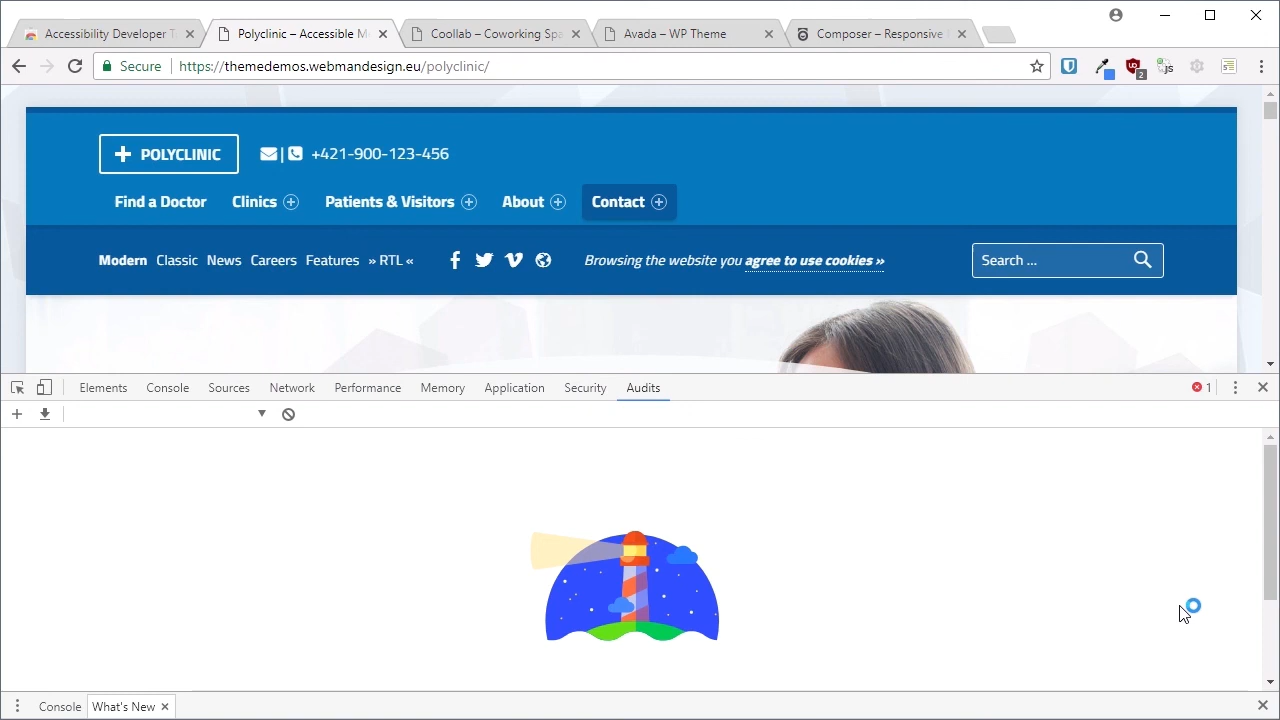 Accessibility Developer T
Polyclinic – Accessible M
Coollab – Coworking Spa
Avada – WP Theme
Composer – Responsive
Secure
https://themedemos.webmandesign.eu/polyclinic/
2
js
POLYCLINIC
+421-900-123-456
Find a Doctor Clinics Patients & Visitors About Contact
Modern Classic News Careers Features » RTL «
Browsing the website you agree to use cookies »
Search ...
Elements Console Sources Network Performance Memory Application Security Audits
1
Console What's New